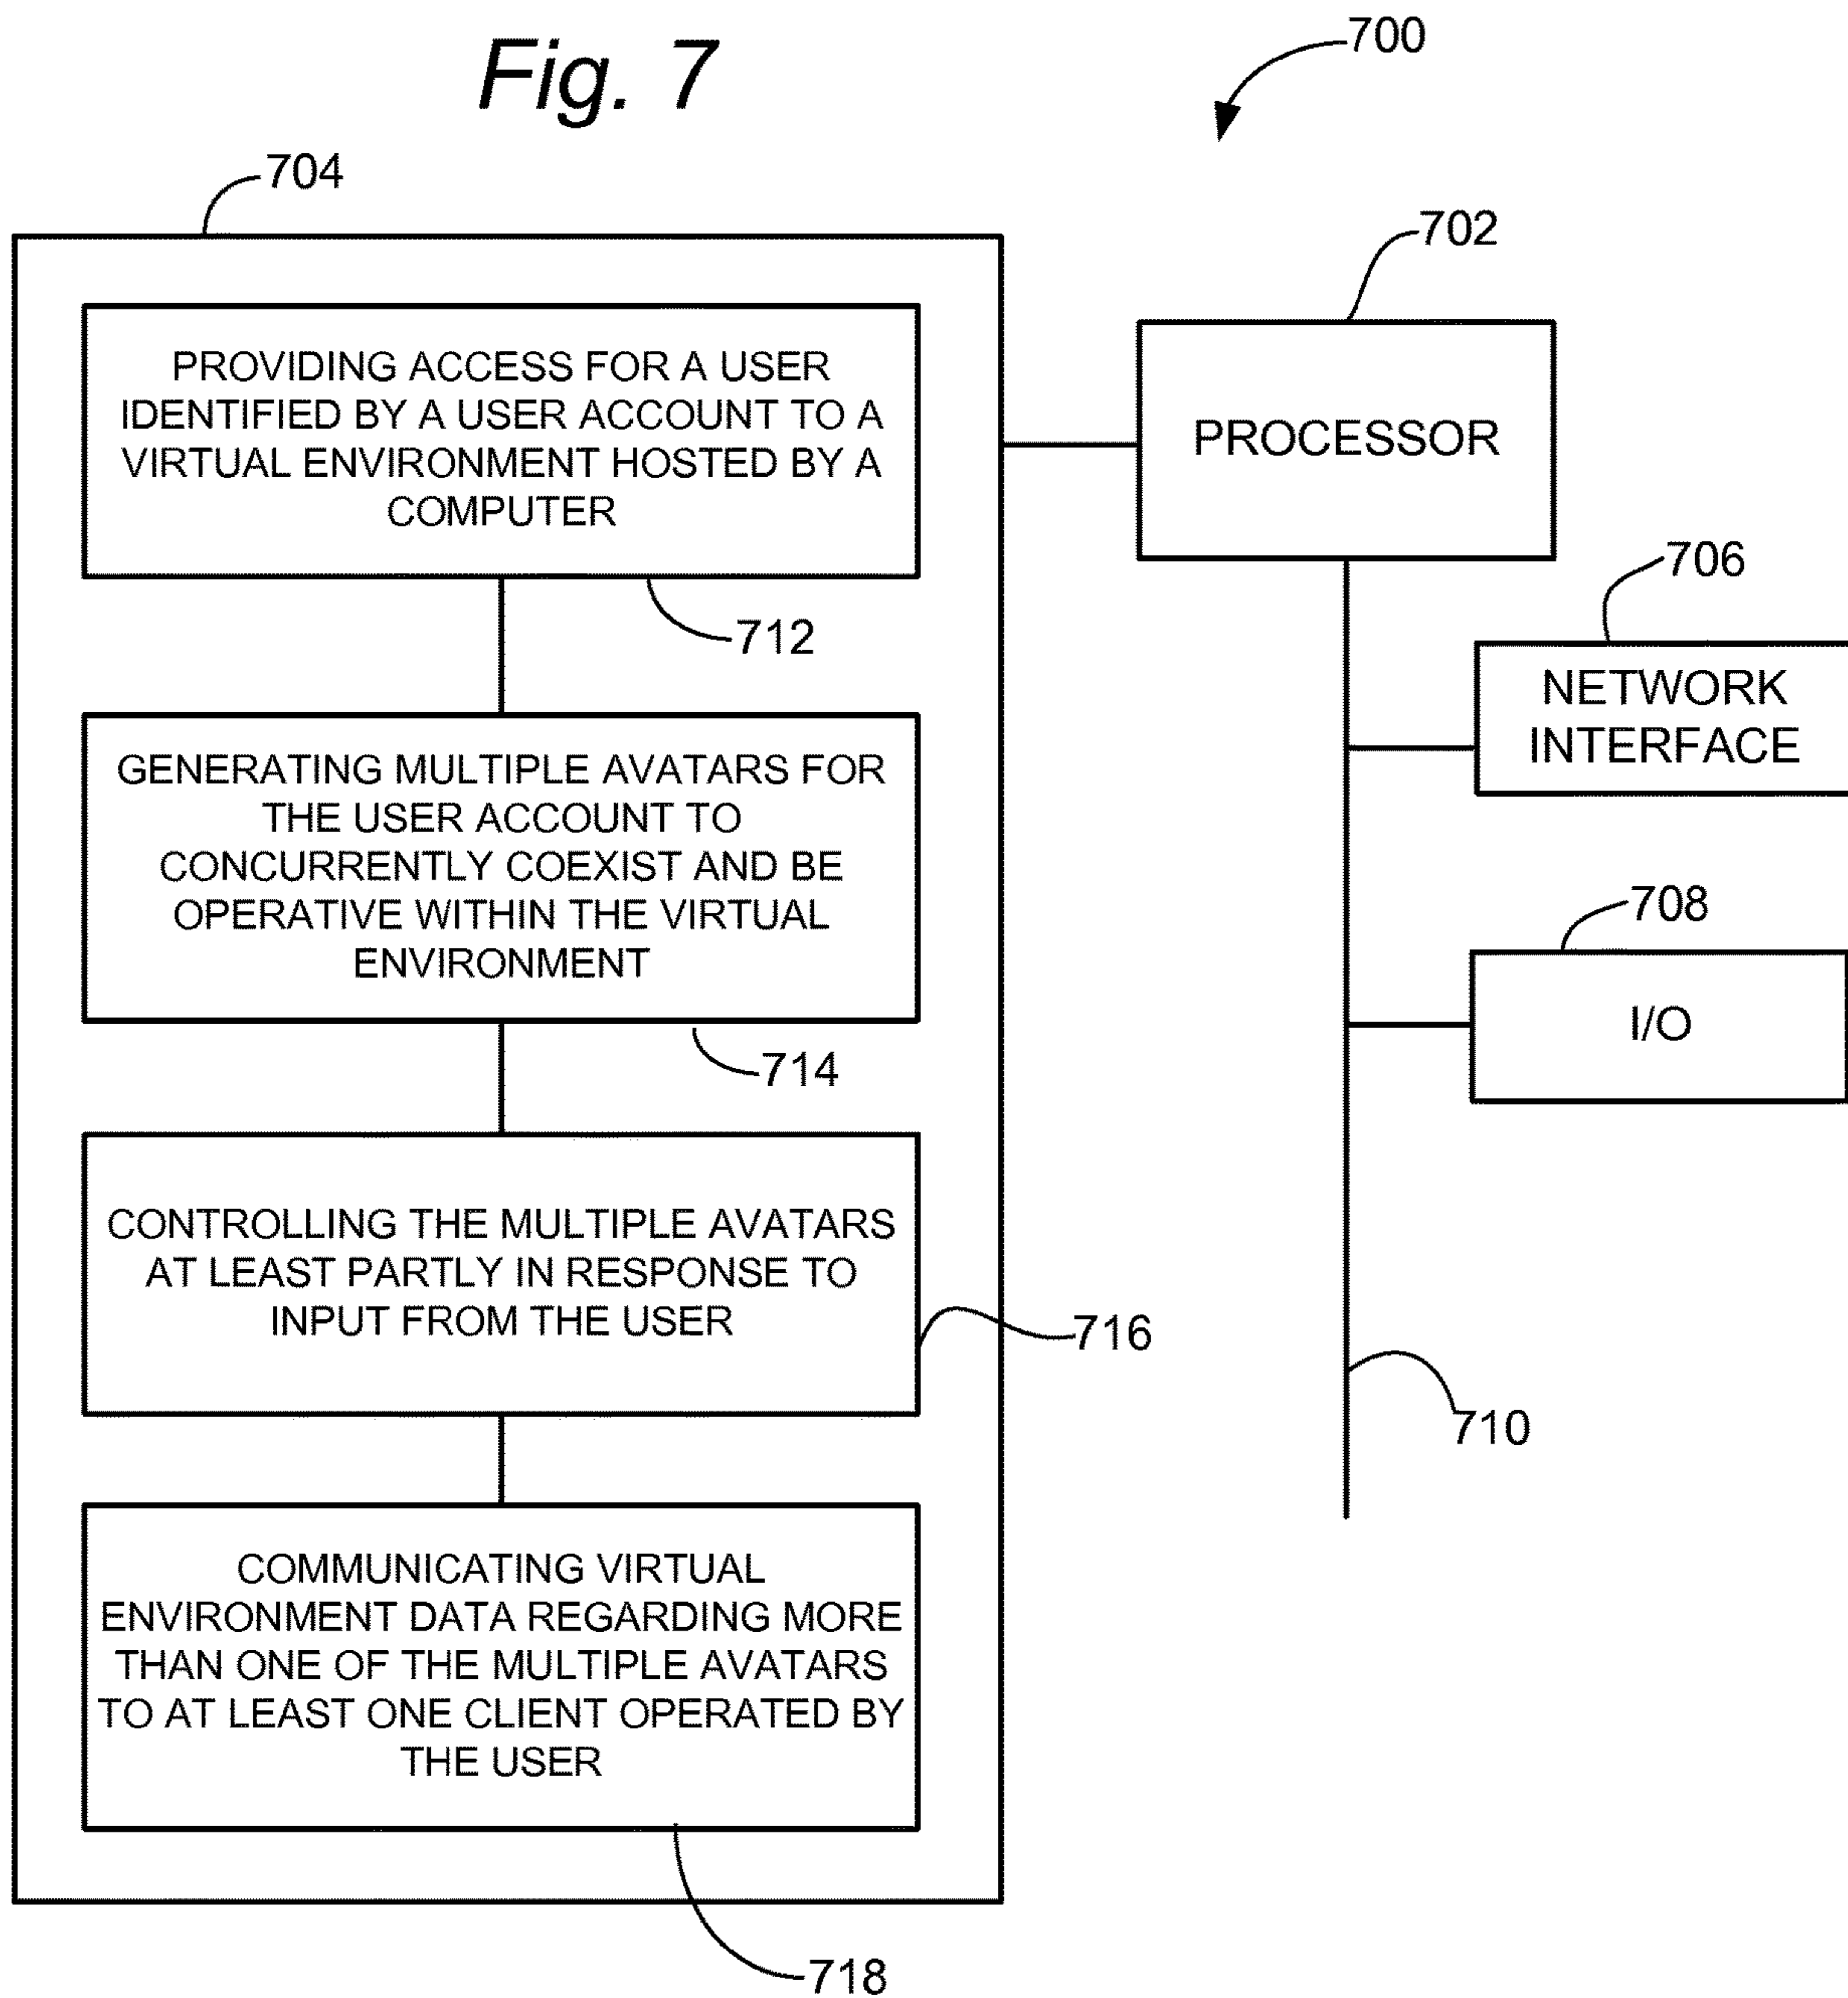 Fig. 7
700
704
702
PROVIDING ACCESS FOR A USER
IDENTIFIED BY A USER ACCOUNT TO A
VIRTUAL ENVIRONMENT HOSTED BY A
COMPUTER
PROCESSOR
706
712
NETWORK
INTERFACE
GENERATING MULTIPLE AVATARS FOR
THE USER ACCOUNT TO
CONCURRENTLY COEXIST AND BE
OPERATIVE WITHIN THE VIRTUAL
ENVIRONMENT
708
I/O
714
CONTROLLING THE MULTIPLE AVATARS
AT LEAST PARTLY IN RESPONSE TO
INPUT FROM THE USER
716
710
COMMUNICATING VIRTUAL
ENVIRONMENT DATA REGARDING MORE
THAN ONE OF THE MULTIPLE AVATARS
TO AT LEAST ONE CLIENT OPERATED BY
THE USER
718